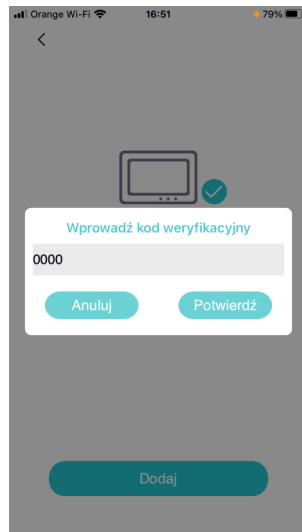 Orange Wi-Fi 16:51 79%
Wprowadź kod weryfikacyjny
0000
Anuluj Potwierdź
Dodaj